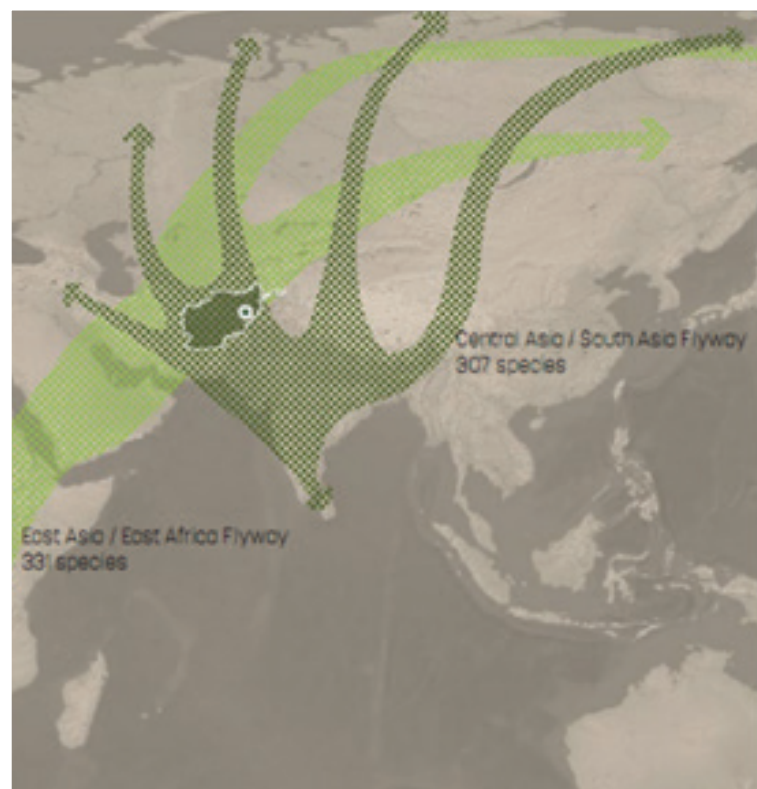 Central Asia / South Asia Flyway
307 species
East Asia / East Africa Flyway
331 species